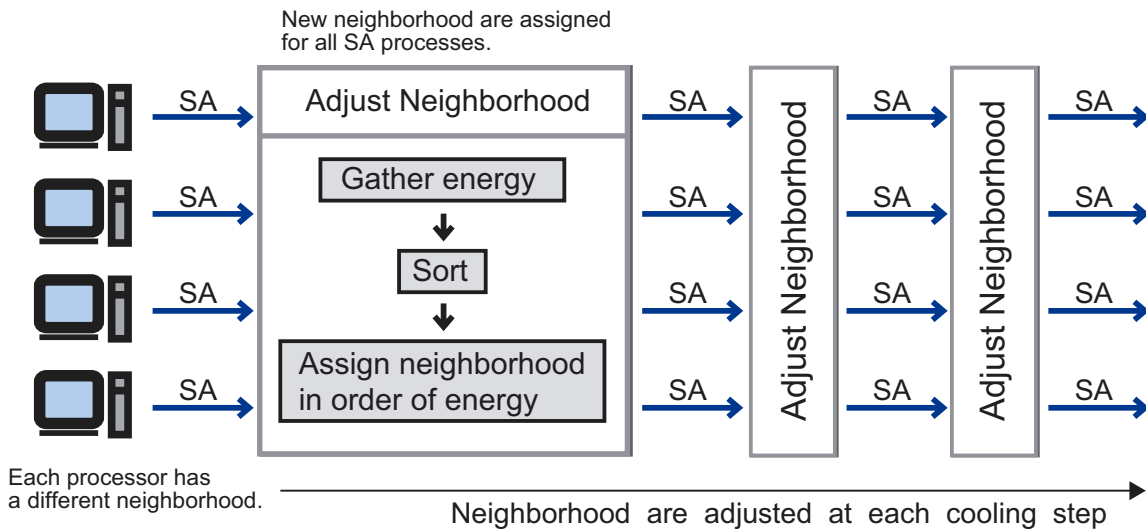 New neighborhood are assigned
for all SA processes.
SA
Adjust Neighborhood
SA
SA
SA
SA
Gather energy
SA
SA
SA
Sort
SA
SA
SA
SA
SA
Assign neighborhood
in order of energy
SA
SA
SA
Adjust Neighborhood
Adjust Neighborhood
Each processor has
a different neighborhood.
Neighborhood are adjusted at each cooling step